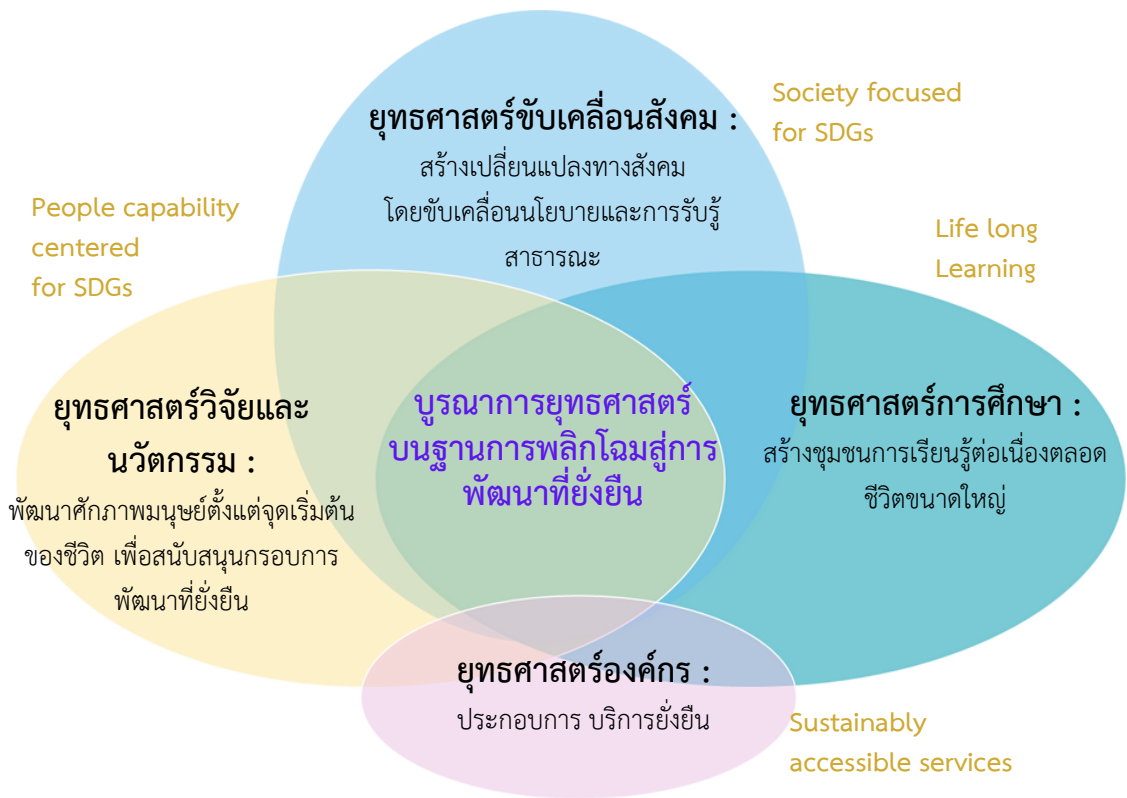 ยุทธศาสตร์ขับเคลื่อนสังคม :
สร้างเปลี่ยนแปลงทางสังคม
โดยขับเคลื่อนนโยบายและการรับรู้
สาธารณะ
Society focused
for SDGs
People capability
centered
for SDGs
Life long
Learning
ยุทธศาสตร์วิจัยและ
นวัตกรรม :
พัฒนาศักภาพมนุษย์ตั้งแต่จุดเริ่มต้น
ของชีวิต เพื่อสนับสนุนกรอบการ
พัฒนาที่ยั่งยืน
บูรณาการยุทธศาสตร์
บนฐานการพลิกโฉมสู่การ
พัฒนาที่ยั่งยืน
ยุทธศาสตร์การศึกษา :
สร้างชุมชนการเรียนรู้ต่อเนื่องตลอด
ชีวิตขนาดใหญ่
ยุทธศาสตร์องค์กร :
ประกอบการ บริการยั่งยืน
Sustainably
accessible services